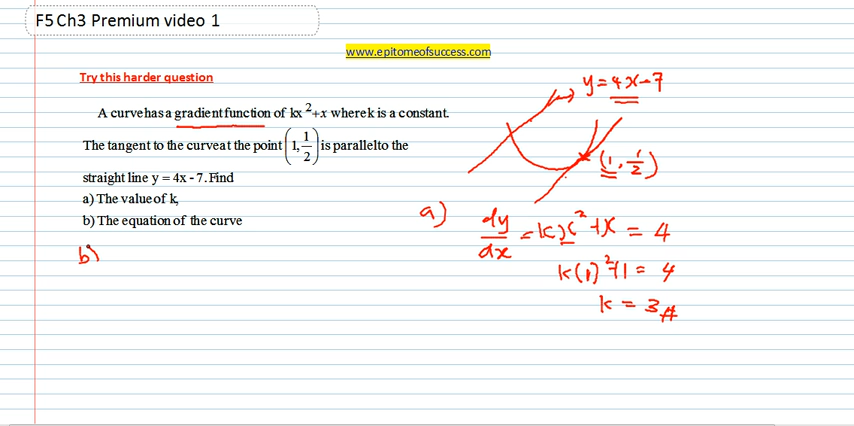 F5 Ch3 Premium video 1
www.epitomeofsuccess.com
Try this harder question
A curve has a gradient function of kx ²+x where k is a constant.
The tangent to the curve at the point (1, 1/2) is parallel to the
straight line y = 4x - 7. Find
a) The value of k,
b) The equation of the curve
y = 4x - 7
(1, 1/2)
a) dy/dx = kx² + x = 4
k(1)² + 1 = 4
k = 3 #
b)